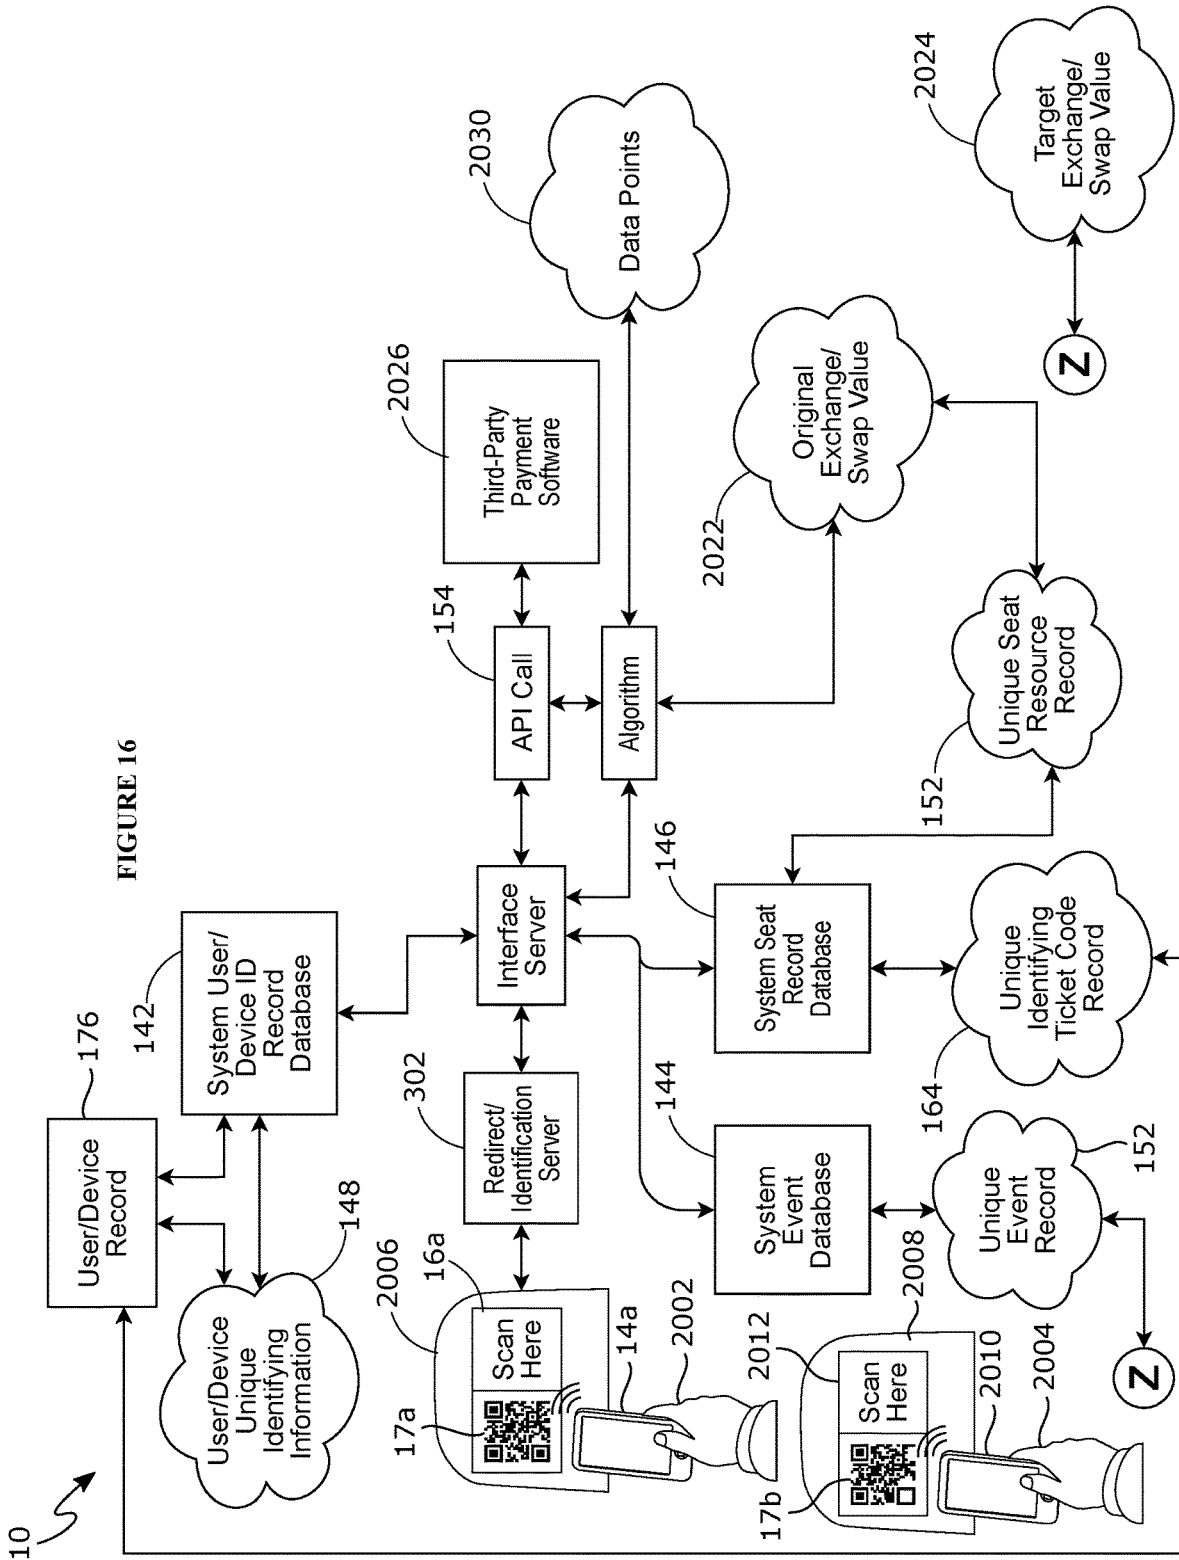 10
User/Device
Record
176
142
FIGURE 16
User/Device
Unique
Identifying
Information
148
System User/
Device ID
Record
Database
2006
16a
17a
Scan
Here
14a
2002
302
Redirect/
Identification
Server
Interface
Server
154
API Call
Algorithm
2026
Third-Party
Payment
Software
2030
Data Points
144
System
Event
Database
146
System Seat
Record
Database
2022
Original
Exchange/
Swap Value
2012
2008
17b
Scan
Here
2010
2004
152
Unique
Event
Record
164
Unique
Identifying
Ticket Code
Record
152
Unique Seat
Resource
Record
2024
Target
Exchange/
Swap Value
Z
Z